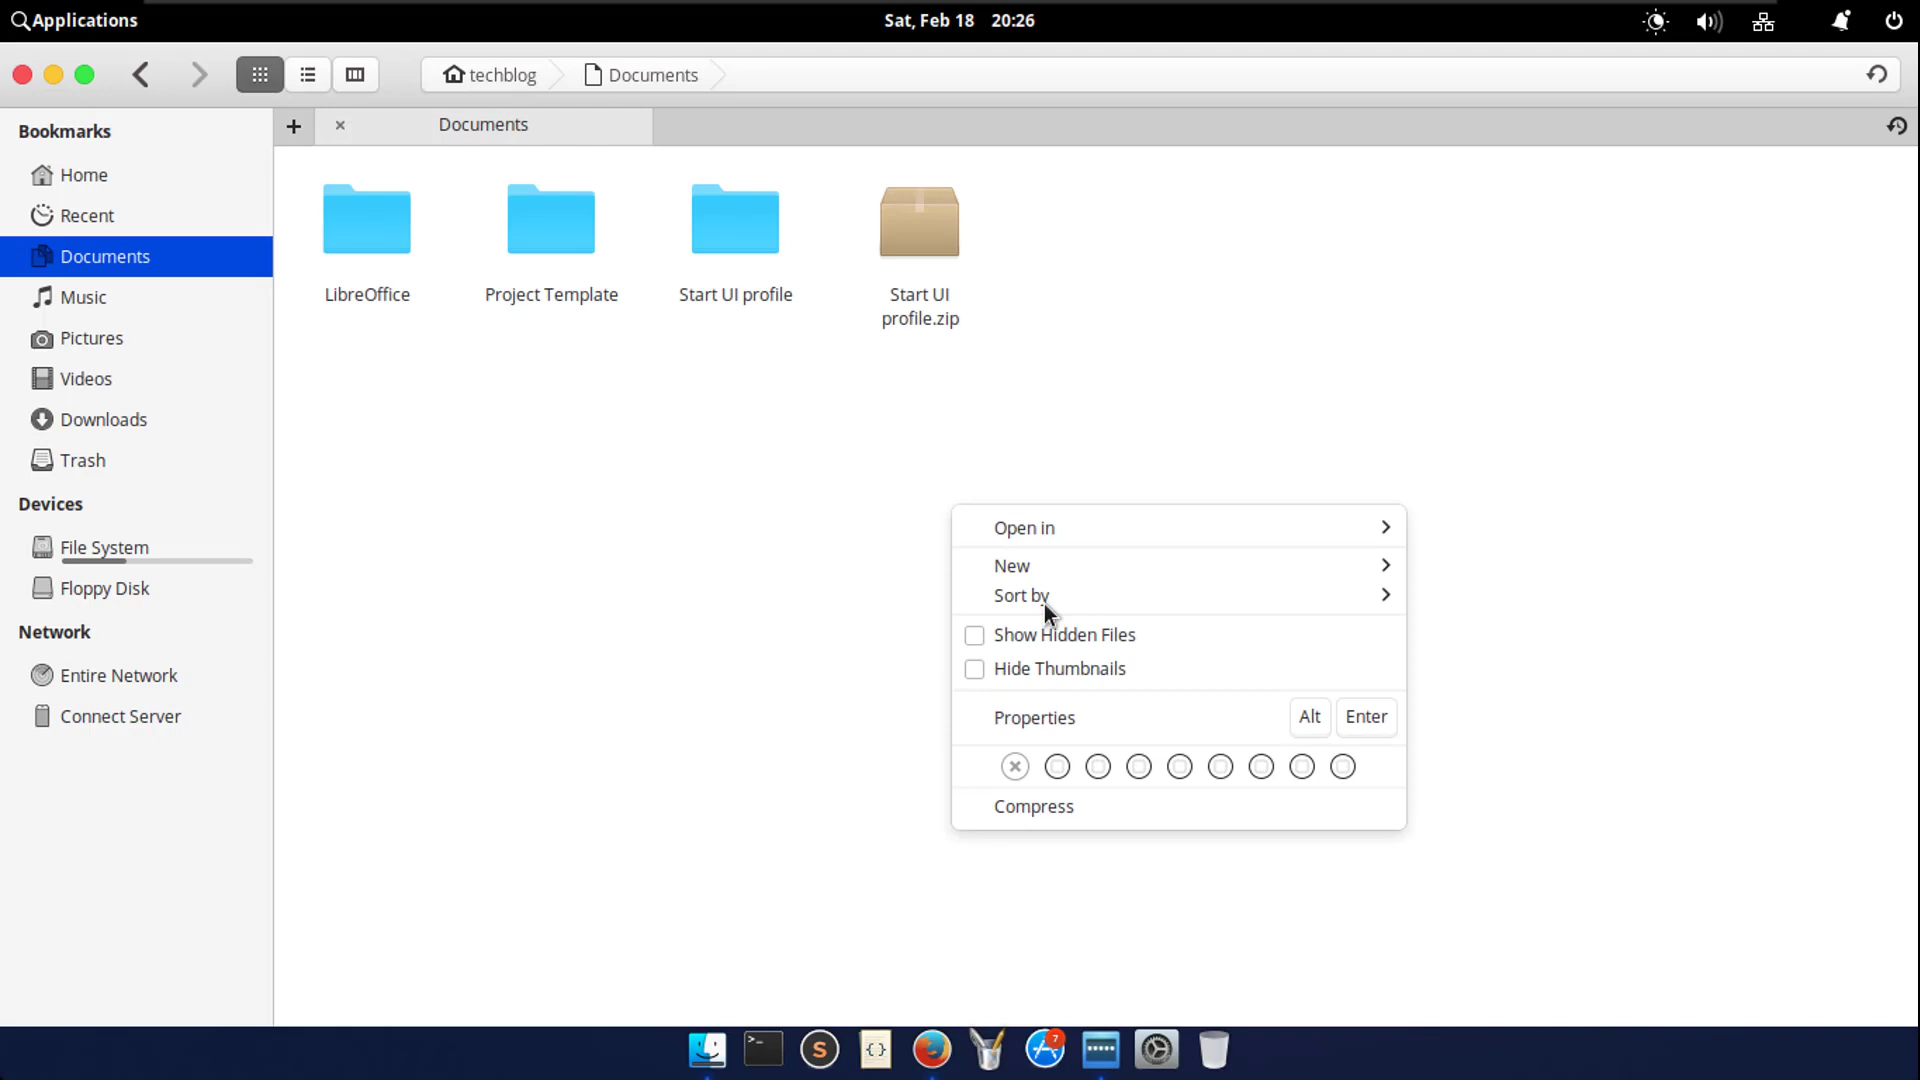 Applications
Sat, Feb 18 20:26
techblog
Documents
Documents
Bookmarks
Home
Recent
Documents
Music
Pictures
Videos
Downloads
Trash
Devices
File System
Floppy Disk
Network
Entire Network
Connect Server
LibreOffice
Project Template
Start UI profile
Start UI
profile.zip
Open in
New
Sort by
Show Hidden Files
Hide Thumbnails
Properties Alt Enter
Compress
>_
S
{}
7